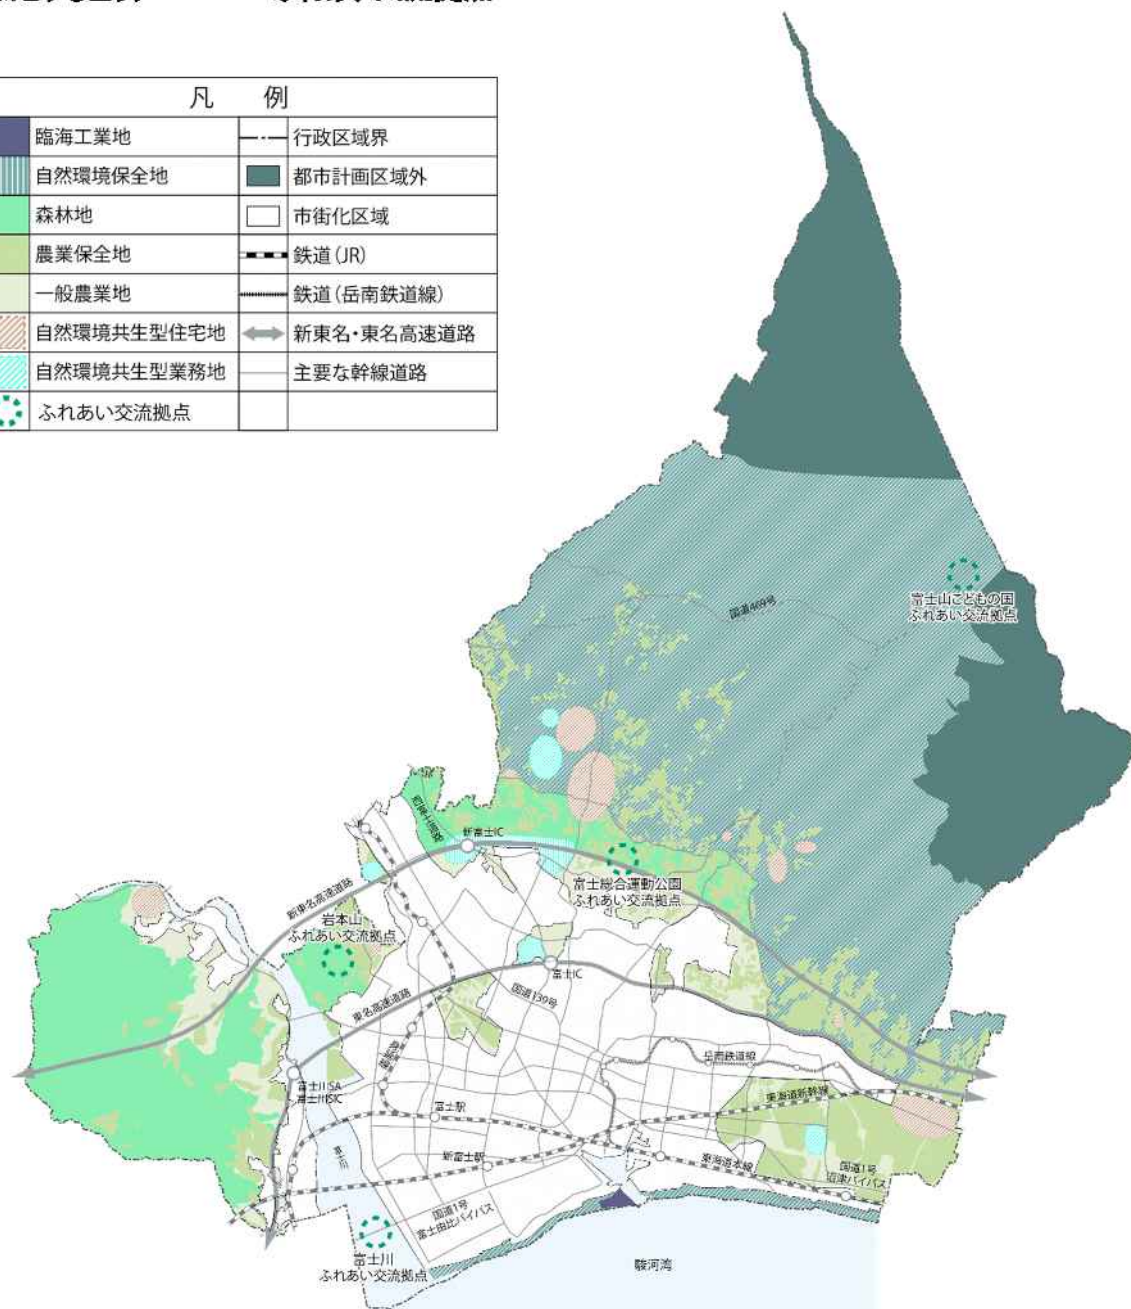 凡 例
臨海工業地
行政区域界
自然環境保全地
都市計画区域外
森林地
市街化区域
農業保全地
鉄道(JR)
一般農業地
鉄道(岳南鉄道線)
自然環境共生型住宅地
新東名・東名高速道路
自然環境共生型業務地
主要な幹線道路
ふれあい交流拠点
国道469号
富士山こどもの国
ふれあい交流拠点
新富士IC
富士総合運動公園
ふれあい交流拠点
新東名高速道路
岩本山
ふれあい交流拠点
富士IC
国道139号
東名高速道路
身延線
岳南鉄道線
富士川SA
富士川SIC
東海道新幹線
富士駅
富士川
新富士駅
東海道本線
国道1号
沼津バイパス
国道1号
富士由比バイパス
富士川
ふれあい交流拠点
駿河湾